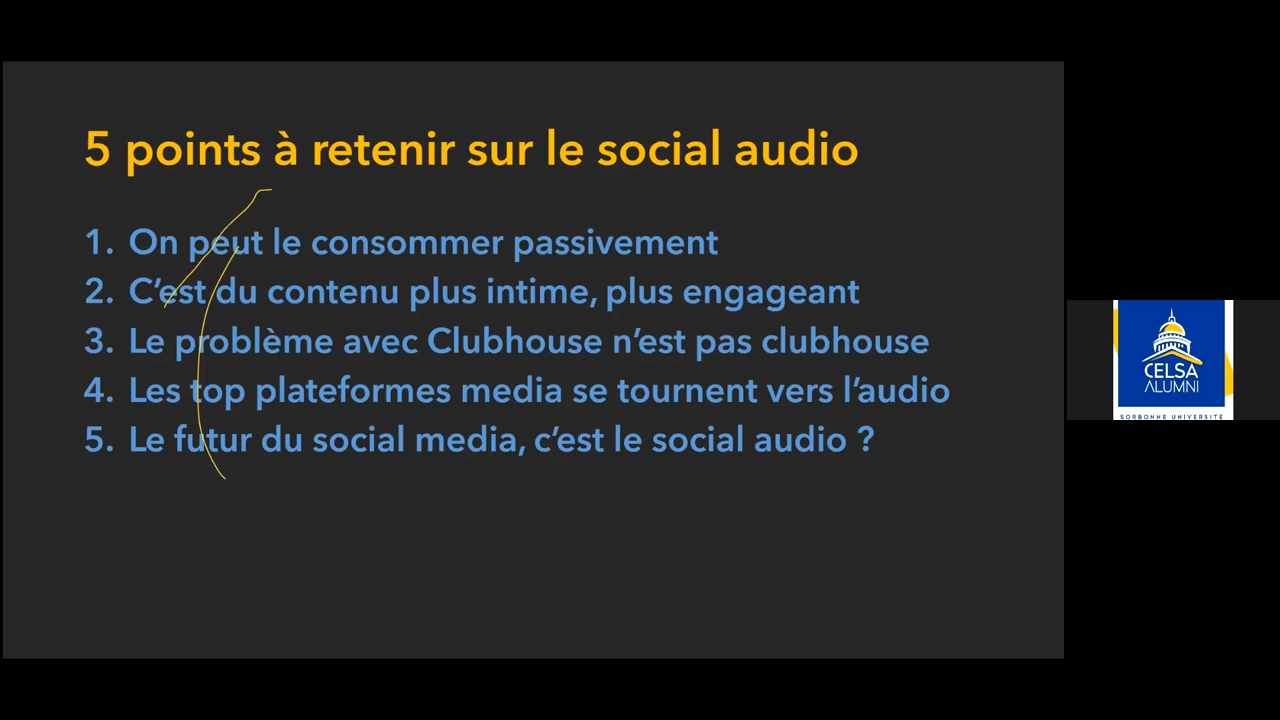 5 points à retenir sur le social audio
1. On peut le consommer passivement
2. C'est du contenu plus intime, plus engageant
3. Le problème avec Clubhouse n'est pas clubhouse
4. Les top plateformes media se tournent vers l'audio
5. Le futur du social media, c'est le social audio ?
CELSA
ALUMNI
SORBONNE UNIVERSITÉ